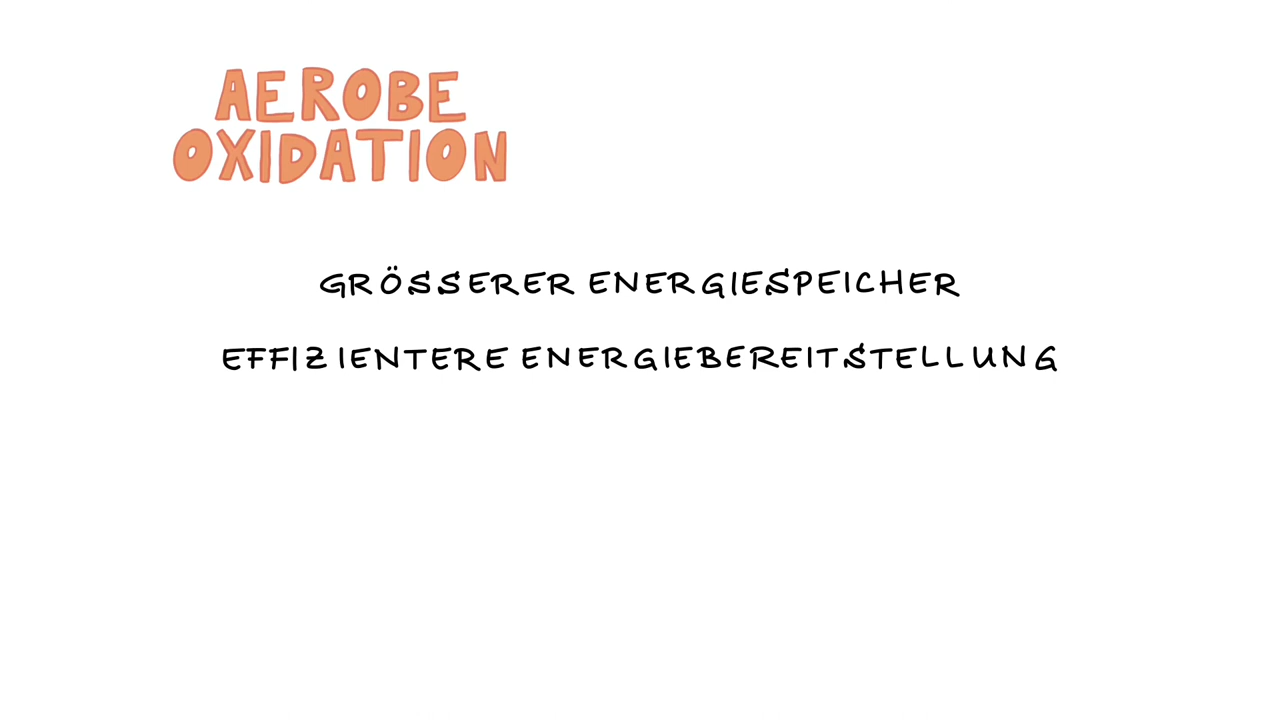 AEROBE
OXIDATION
GRÖSSERER ENERGIESPEICHER
EFFIZIENTERE ENERGIEBEREITSTELLUNG